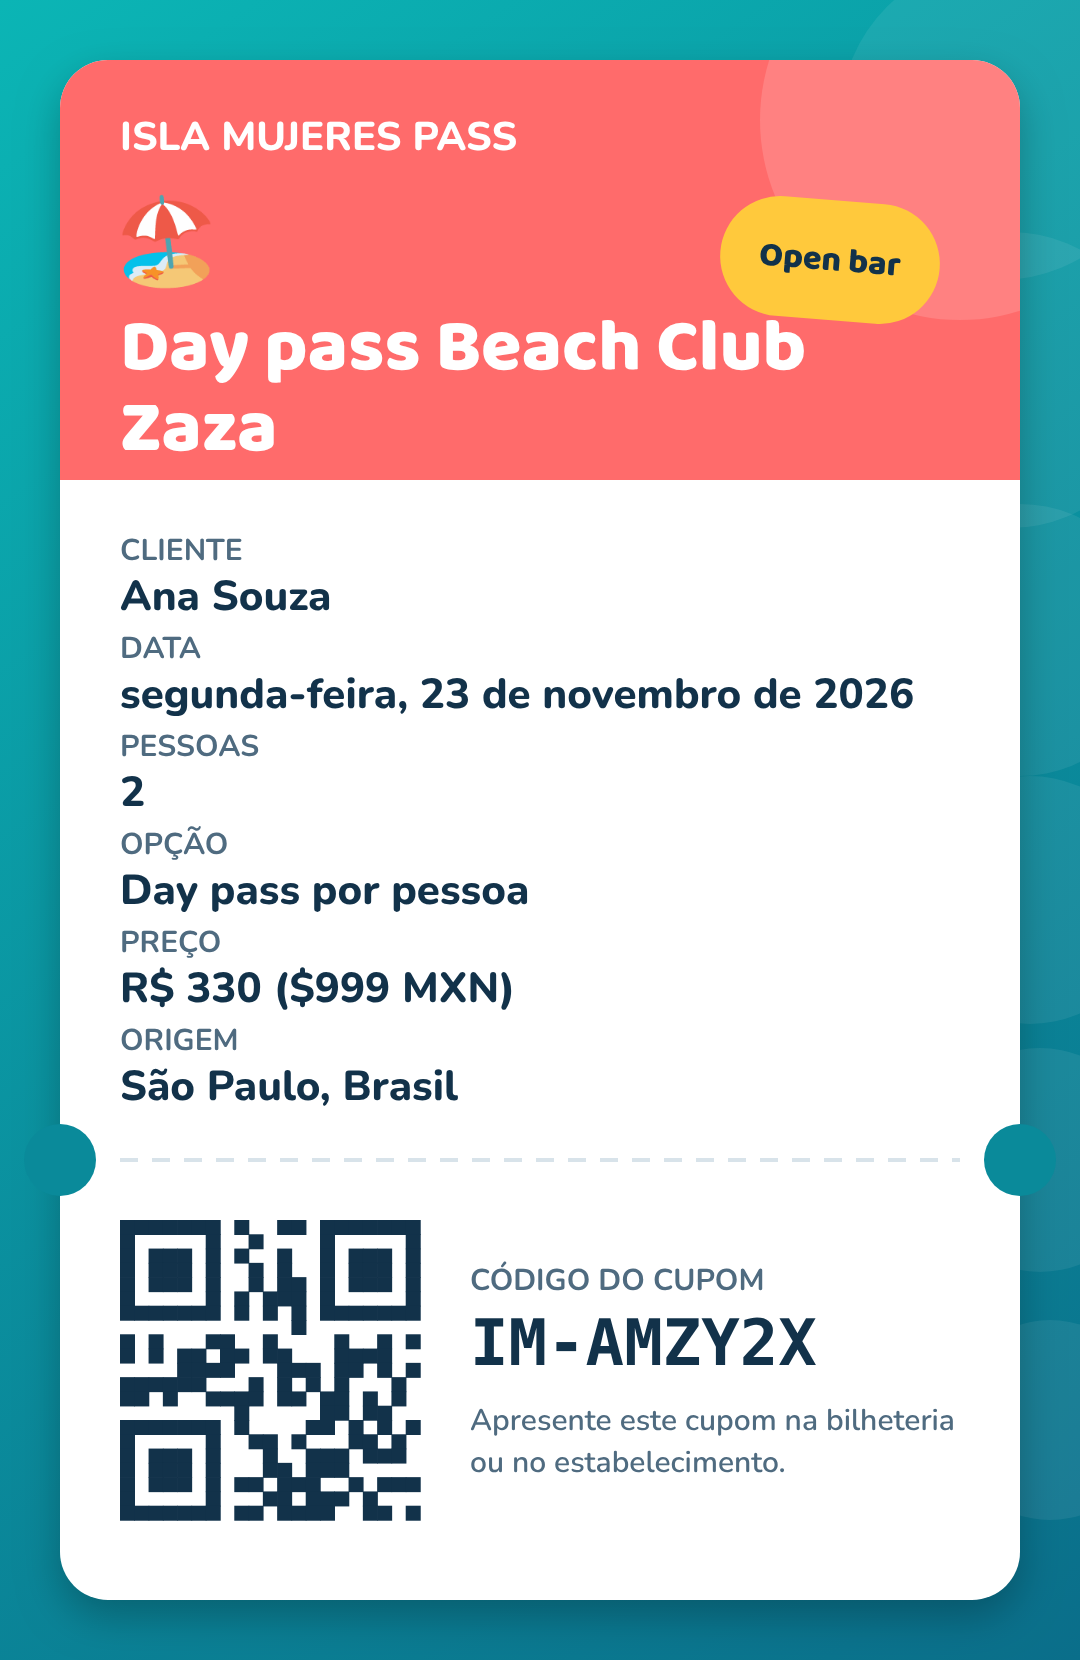 ISLA MUJERES PASS
Open bar
Day pass Beach Club
Zaza
CLIENTE
Ana Souza
DATA
segunda-feira, 23 de novembro de 2026
PESSOAS
2
OPÇÃO
Day pass por pessoa
PREÇO
R$ 330 ($999 MXN)
ORIGEM
São Paulo, Brasil
CÓDIGO DO CUPOM
IM-AMZY2X
Apresente este cupom na bilheteria
ou no estabelecimento.